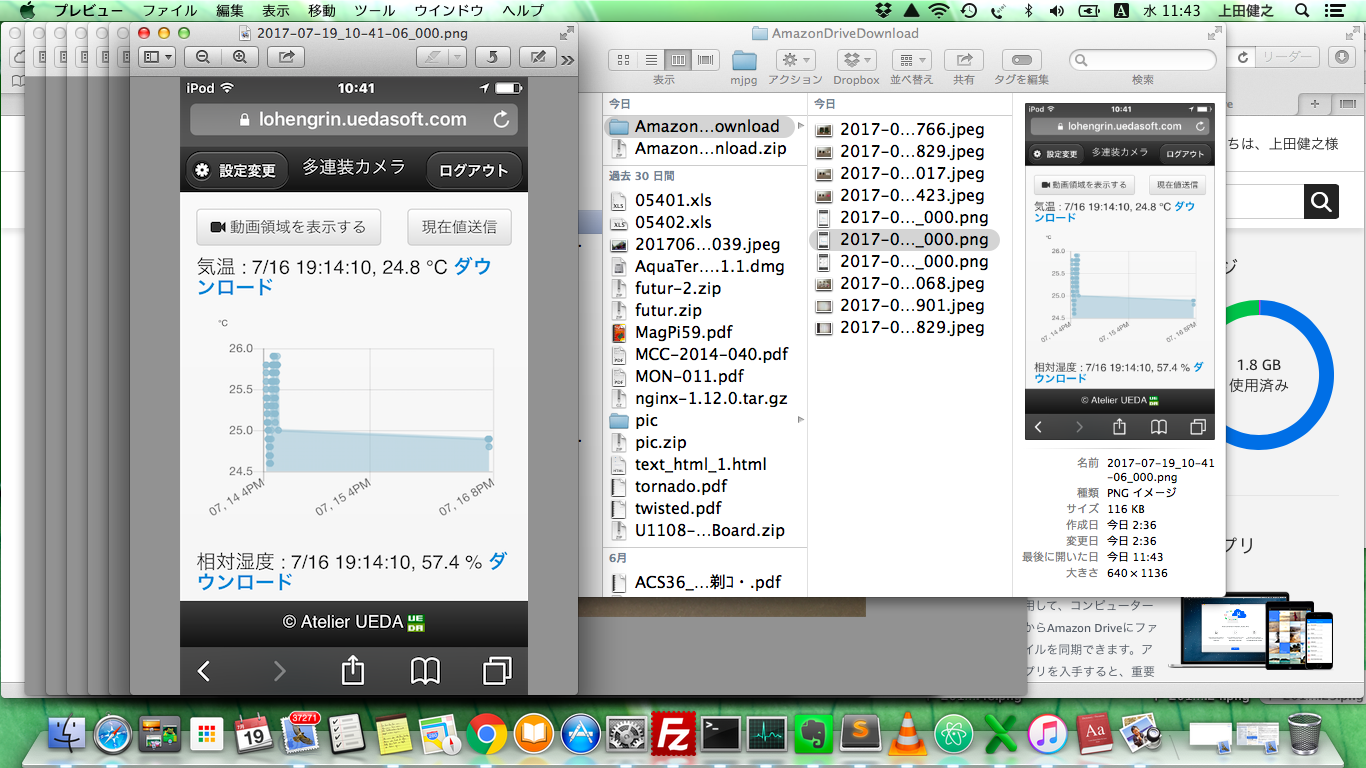 プレビュー ファイル 編集 表示 移動 ツール ウインドウ ヘルプ
A 水 11:43 上田健之
2017-07-19_10-41-06_000.png
5
iPod 10:41
lohengrin.uedasoft.com
設定変更 多連装カメラ ログアウト
動画領域を表示する 現在値送信
気温 : 7/16 19:14:10, 24.8 °C ダウ
ンロード
°C
26.0
25.5
25.0
24.5
07, 14 4PM 07, 15 4PM 07, 16 8PM
相対湿度 : 7/16 19:14:10, 57.4 % ダ
ウンロード
© Atelier UEDA UE DA
AmazonDriveDownload
mjpg
表示 アクション Dropbox 並べ替え 共有 タグを編集 検索
今日
Amazon...ownload
Amazon...nload.zip
過去 30 日間
05401.xls
05402.xls
201706...039.jpeg
AquaTer....1.1.dmg
futur-2.zip
futur.zip
MagPi59.pdf
MCC-2014-040.pdf
MON-011.pdf
nginx-1.12.0.tar.gz
pic
pic.zip
text_html_1.html
tornado.pdf
twisted.pdf
U1108-...Board.zip
6月
ACS36_...剃ｺ・.pdf
今日
2017-0...766.jpeg
2017-0...829.jpeg
2017-0...017.jpeg
2017-0...423.jpeg
2017-0..._000.png
2017-0..._000.png
2017-0..._000.png
2017-0...068.jpeg
2017-0...901.jpeg
2017-0...829.jpeg
iPod 10:41
lohengrin.uedasoft.com
設定変更 多連装カメラ ログアウト
動画領域を表示する 現在値送信
気温 : 7/16 19:14:10, 24.8 °C ダウ
ンロード
°C
26.0
25.5
25.0
24.5
07, 14 4PM 07, 15 4PM 07, 16 8PM
相対湿度 : 7/16 19:14:10, 57.4 % ダ
ウンロード
© Atelier UEDA UE DA
名前 2017-07-19_10-41
-06_000.png
種類 PNG イメージ
サイズ 116 KB
作成日 今日 2:36
変更日 今日 2:36
最後に開いた日 今日 11:43
大きさ 640 × 1136
リーダー
ちは、上田健之様
ジ
1.8 GB
使用済み
プリ
用して、コンピューター
からAmazon Driveにファ
イルを同期できます。ア
プリを入手すると、重要
19
37271
Fz
S
Aa